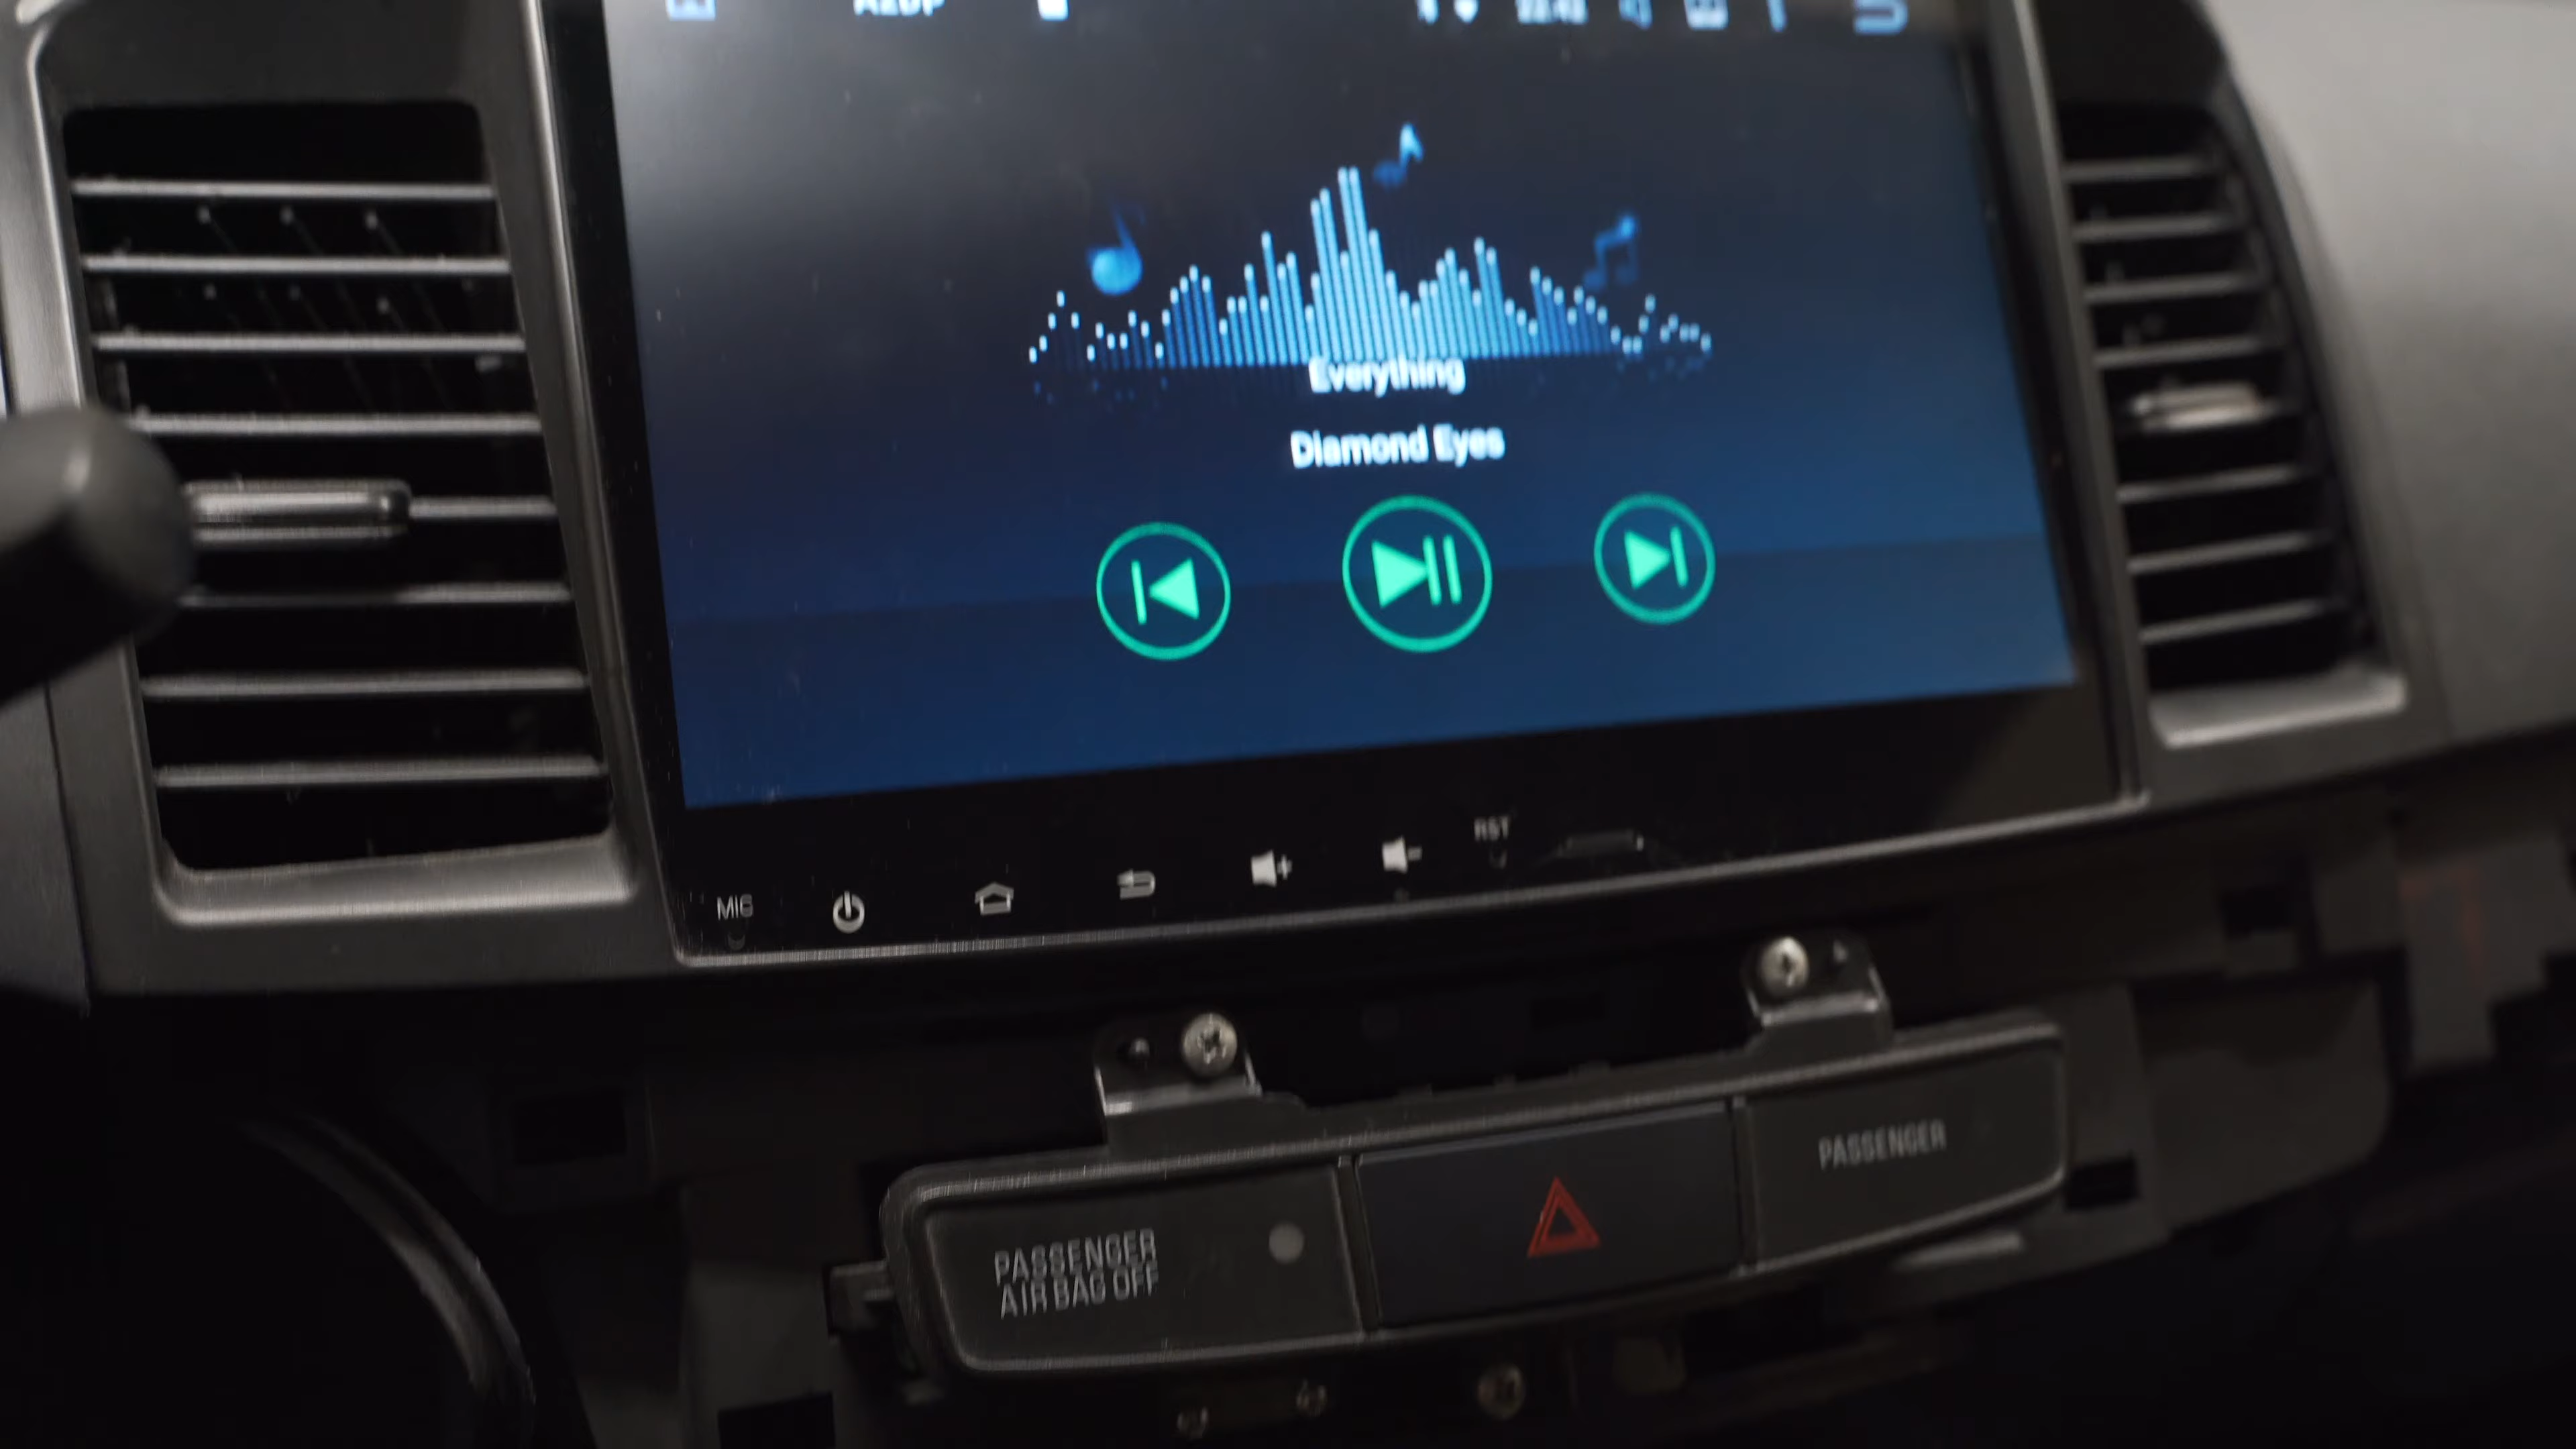 A2DP
Everything
Diamond Eyes
MIC
RST
PASSENGER
PASSENGER
AIR BAG OFF